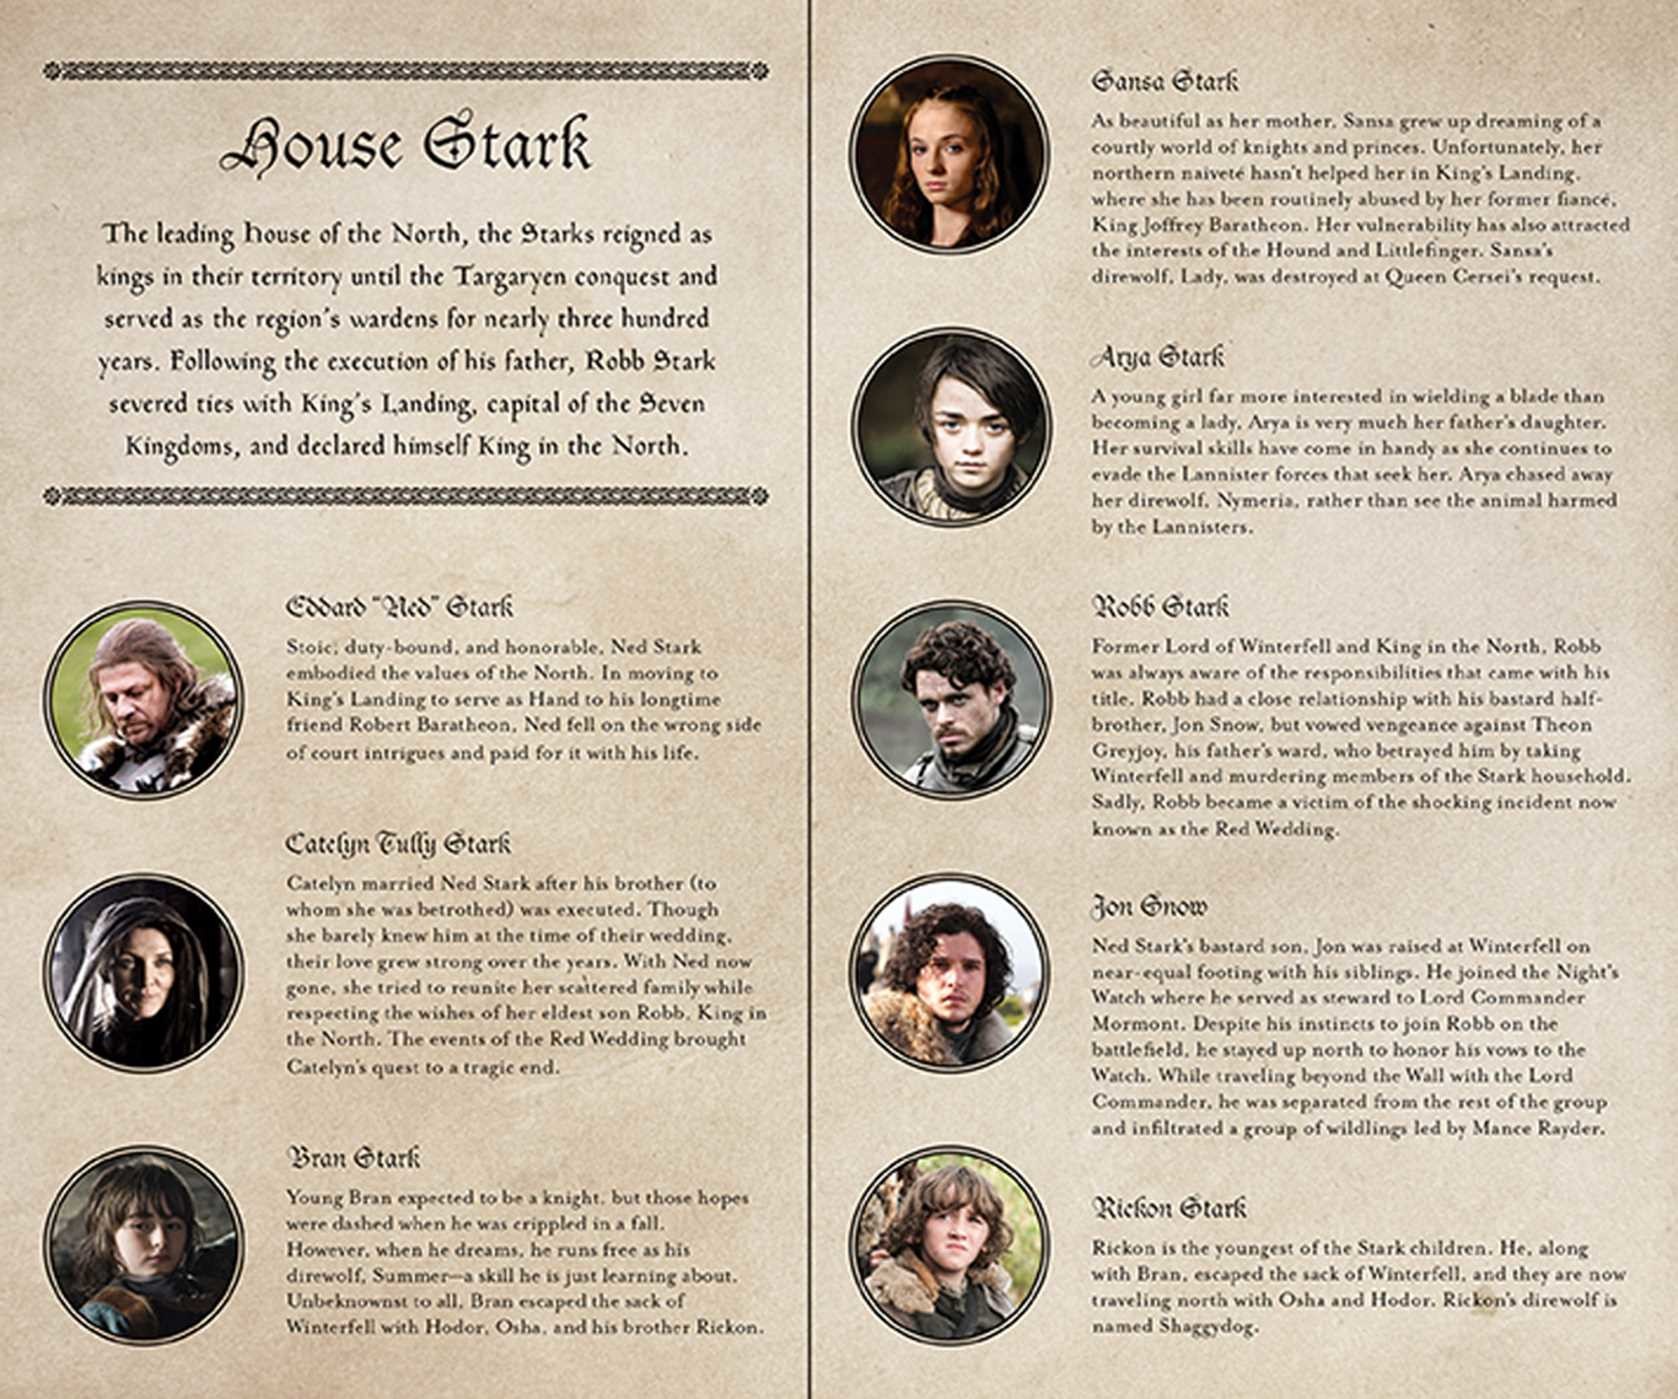 House Stark
The leading house of the North, the Starks reigned as
kings in their territory until the Targaryen conquest and
served as the region's wardens for nearly three hundred
years. Following the execution of his father, Robb Stark
severed ties with King's Landing, capital of the Seven
Kingdoms, and declared himself King in the North.
Eddard "Ned" Stark
Stoic, duty-bound, and honorable, Ned Stark
embodied the values of the North. In moving to
King's Landing to serve as Hand to his longtime
friend Robert Baratheon, Ned fell on the wrong side
of court intrigues and paid for it with his life.
Catelyn Tully Stark
Catelyn married Ned Stark after his brother (to
whom she was betrothed) was executed. Though
she barely knew him at the time of their wedding,
their love grew strong over the years. With Ned now
gone, she tried to reunite her scattered family while
respecting the wishes of her eldest son Robb, King in
the North. The events of the Red Wedding brought
Catelyn's quest to a tragic end.
Bran Stark
Young Bran expected to be a knight, but those hopes
were dashed when he was crippled in a fall.
However, when he dreams, he runs free as his
direwolf, Summer—a skill he is just learning about.
Unbeknownst to all, Bran escaped the sack of
Winterfell with Hodor, Osha, and his brother Rickon.
Sansa Stark
As beautiful as her mother, Sansa grew up dreaming of a
courtly world of knights and princes. Unfortunately, her
northern naiveté hasn't helped her in King's Landing,
where she has been routinely abused by her former fiancé,
King Joffrey Baratheon. Her vulnerability has also attracted
the interests of the Hound and Littlefinger. Sansa's
direwolf, Lady, was destroyed at Queen Cersei's request.
Arya Stark
A young girl far more interested in wielding a blade than
becoming a lady, Arya is very much her father's daughter.
Her survival skills have come in handy as she continues to
evade the Lannister forces that seek her. Arya chased away
her direwolf, Nymeria, rather than see the animal harmed
by the Lannisters.
Robb Stark
Former Lord of Winterfell and King in the North, Robb
was always aware of the responsibilities that came with his
title. Robb had a close relationship with his bastard half-
brother, Jon Snow, but vowed vengeance against Theon
Greyjoy, his father's ward, who betrayed him by taking
Winterfell and murdering members of the Stark household.
Sadly, Robb became a victim of the shocking incident now
known as the Red Wedding.
Jon Snow
Ned Stark's bastard son, Jon was raised at Winterfell on
near-equal footing with his siblings. He joined the Night's
Watch where he served as steward to Lord Commander
Mormont. Despite his instincts to join Robb on the
battlefield, he stayed up north to honor his vows to the
Watch. While traveling beyond the Wall with the Lord
Commander, he was separated from the rest of the group
and infiltrated a group of wildlings led by Mance Rayder.
Rickon Stark
Rickon is the youngest of the Stark children. He, along
with Bran, escaped the sack of Winterfell, and they are now
traveling north with Osha and Hodor. Rickon's direwolf is
named Shaggydog.